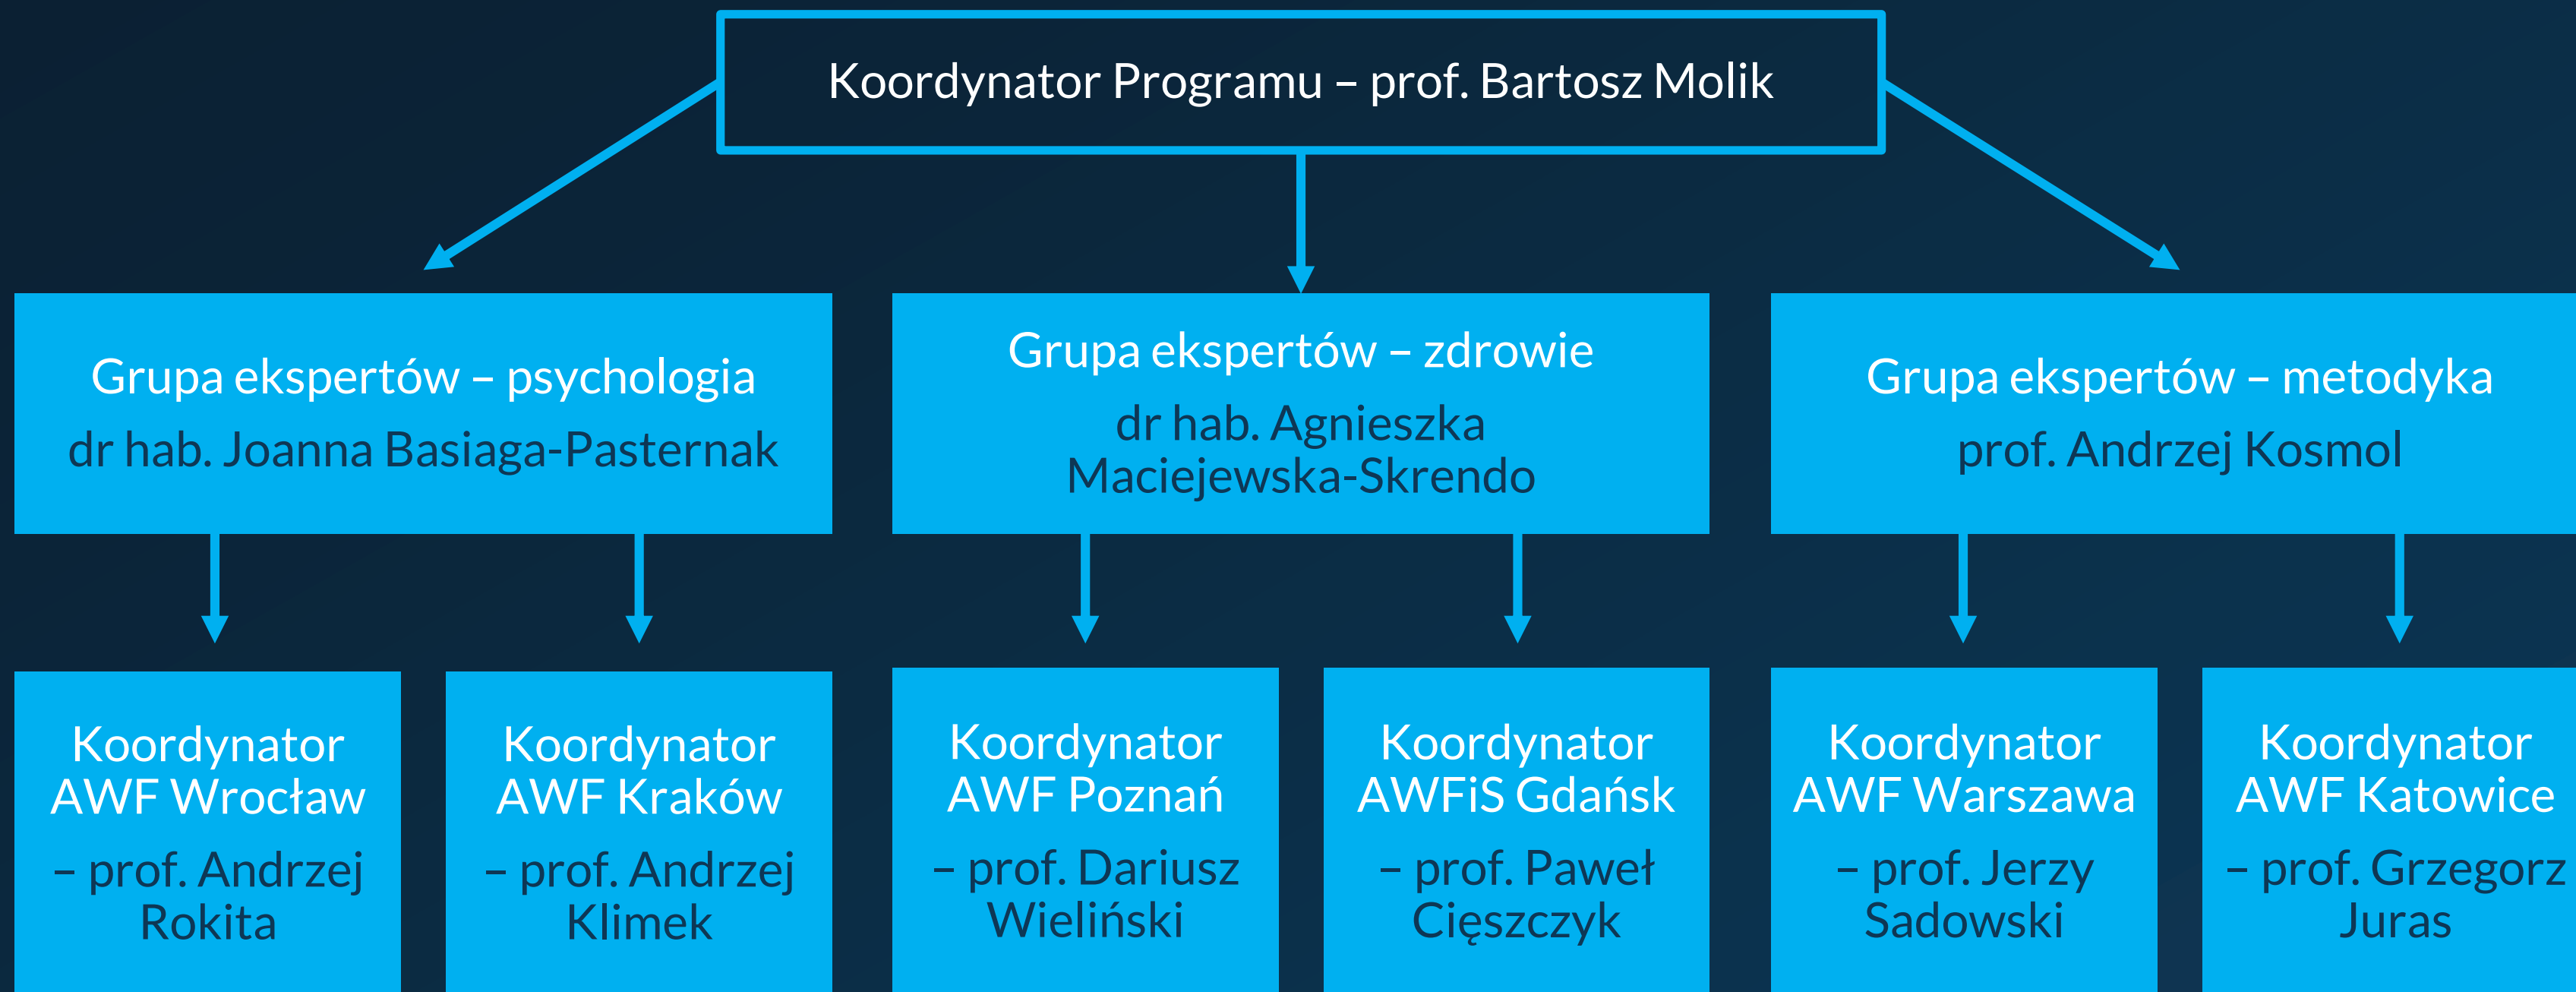 Koordynator Programu – prof. Bartosz Molik
Grupa ekspertów – psychologia
dr hab. Joanna Basiaga-Pasternak
Grupa ekspertów – zdrowie
dr hab. Agnieszka
Maciejewska-Skrendo
Grupa ekspertów – metodyka
prof. Andrzej Kosmol
Koordynator
AWF Wrocław
– prof. Andrzej
Rokita
Koordynator
AWF Kraków
– prof. Andrzej
Klimek
Koordynator
AWF Poznań
– prof. Dariusz
Wieliński
Koordynator
AWFiS Gdańsk
– prof. Paweł
Cięszczyk
Koordynator
AWF Warszawa
– prof. Jerzy
Sadowski
Koordynator
AWF Katowice
– prof. Grzegorz
Juras